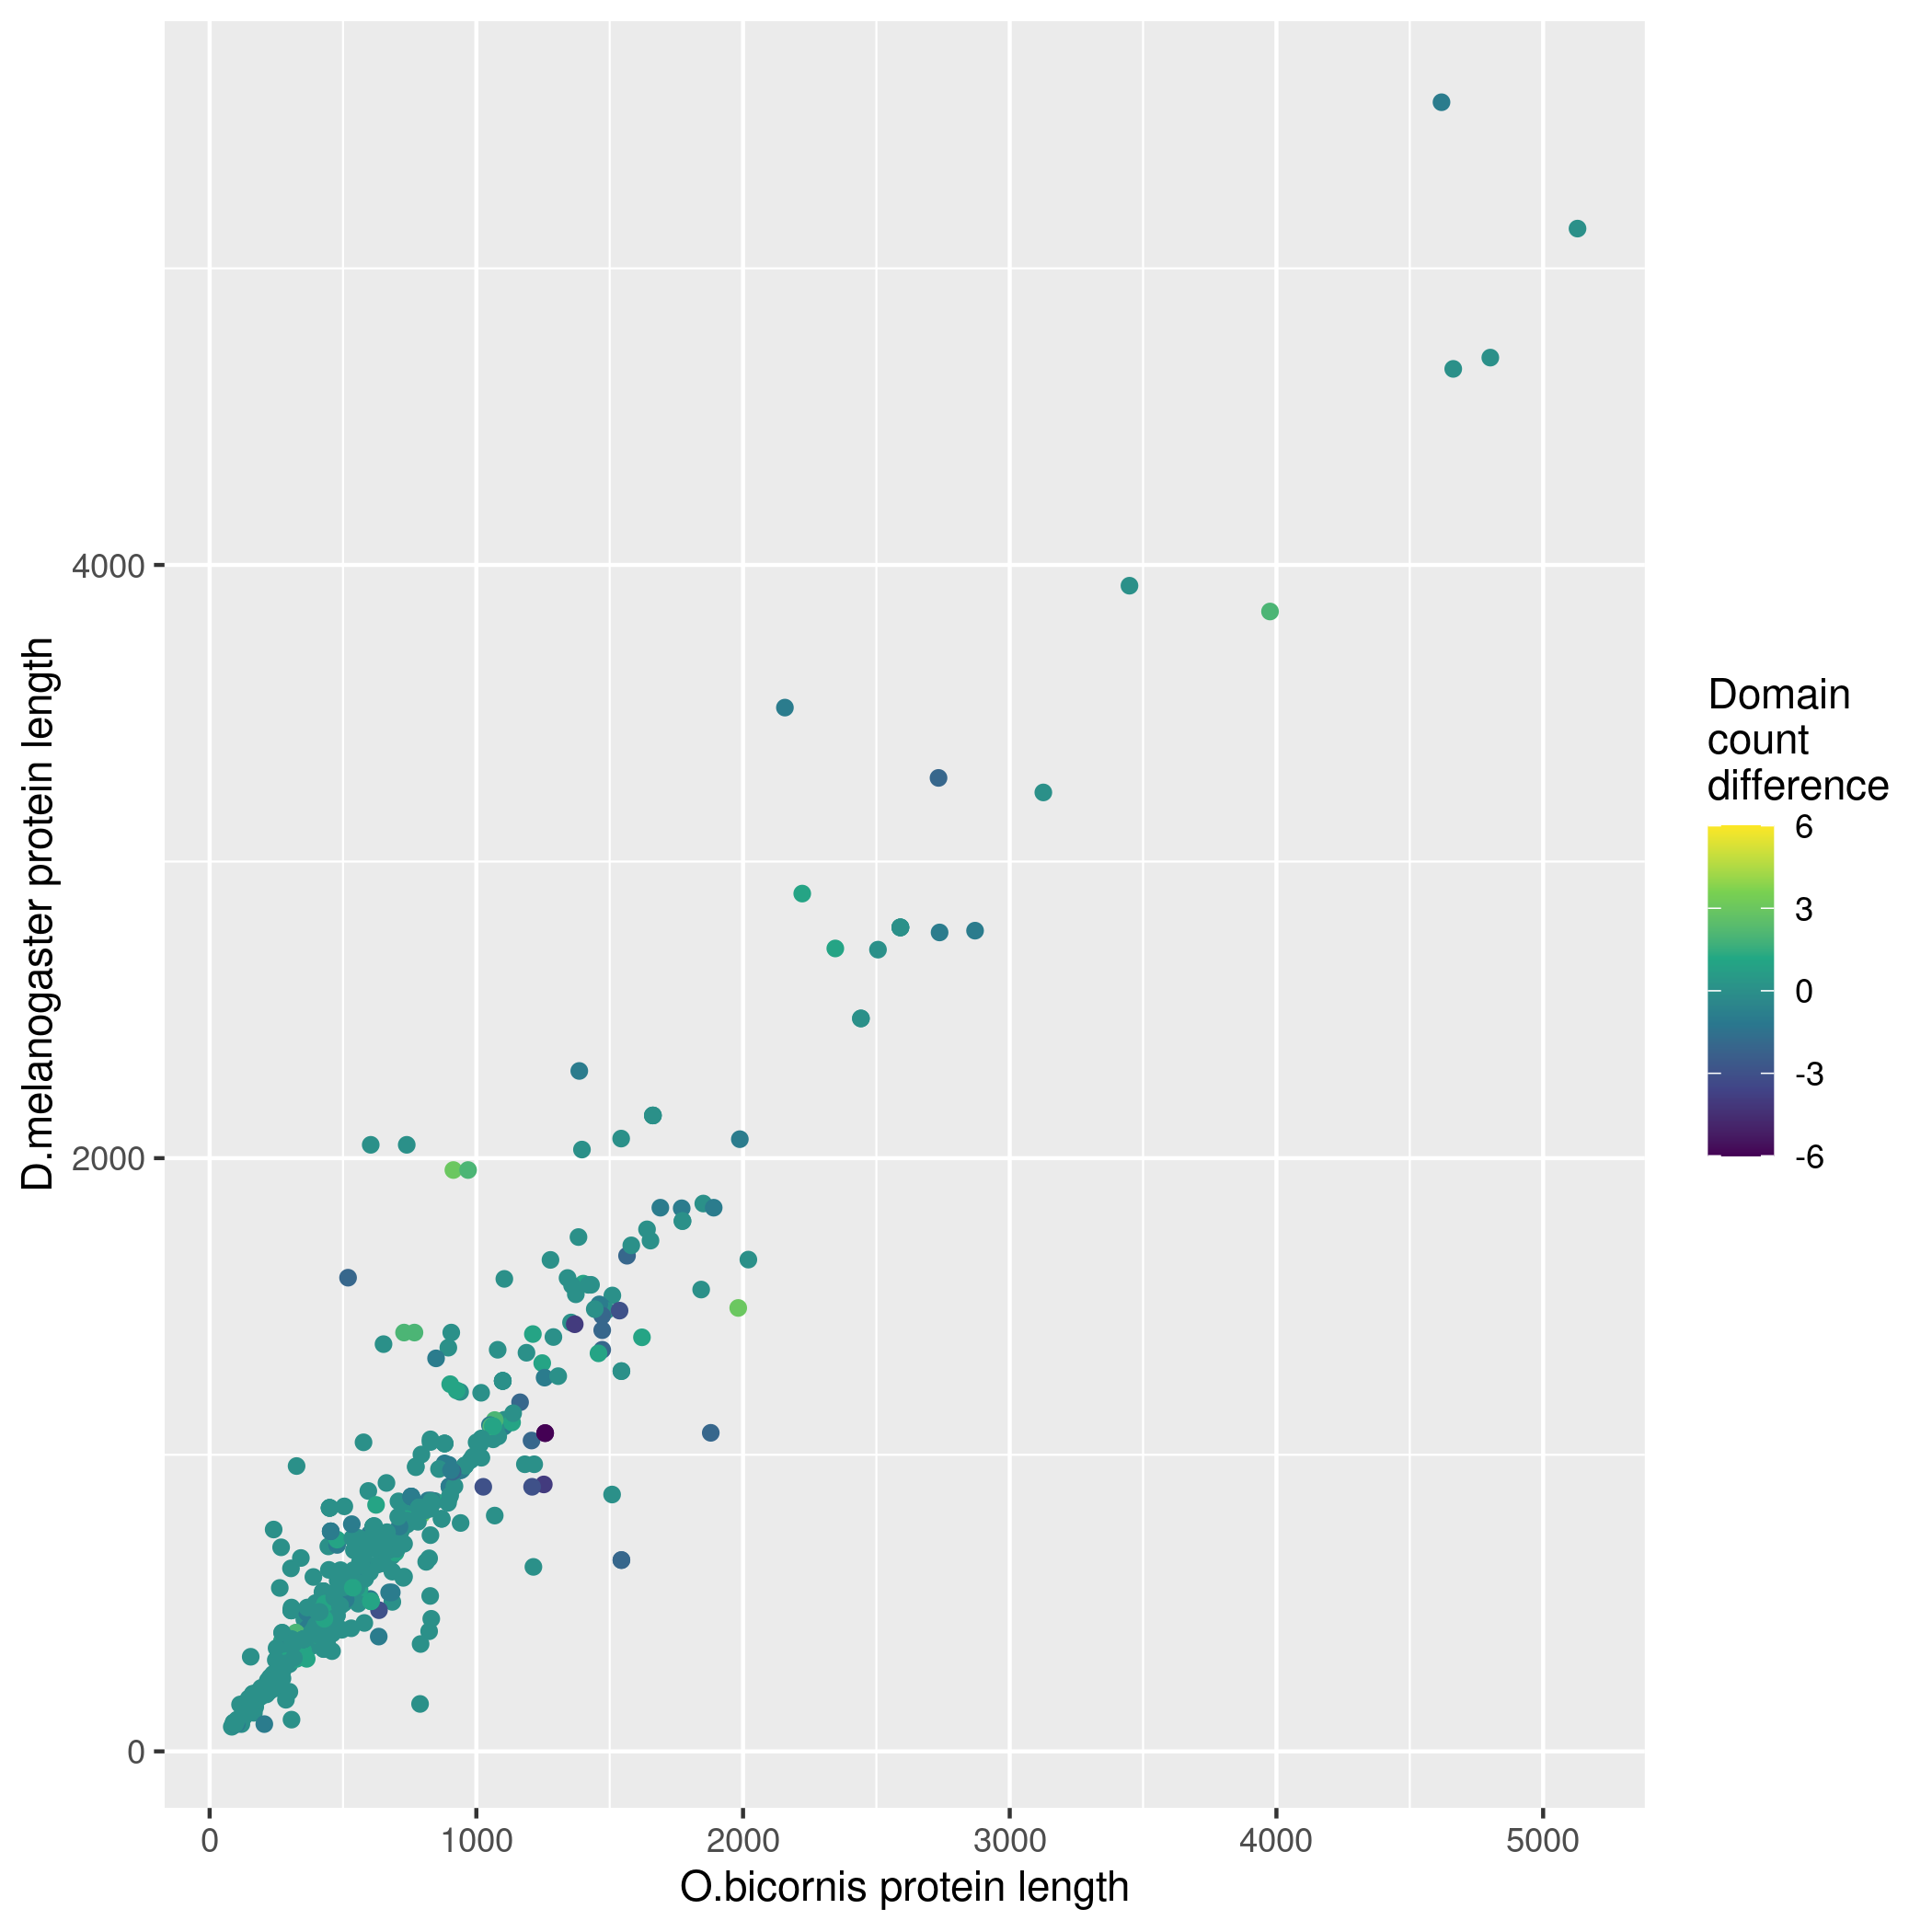 D.melanogaster protein length
4000
2000
0
0 1000 2000 3000 4000 5000
O.bicornis protein length
Domain
count
difference
6
3
0
-3
-6